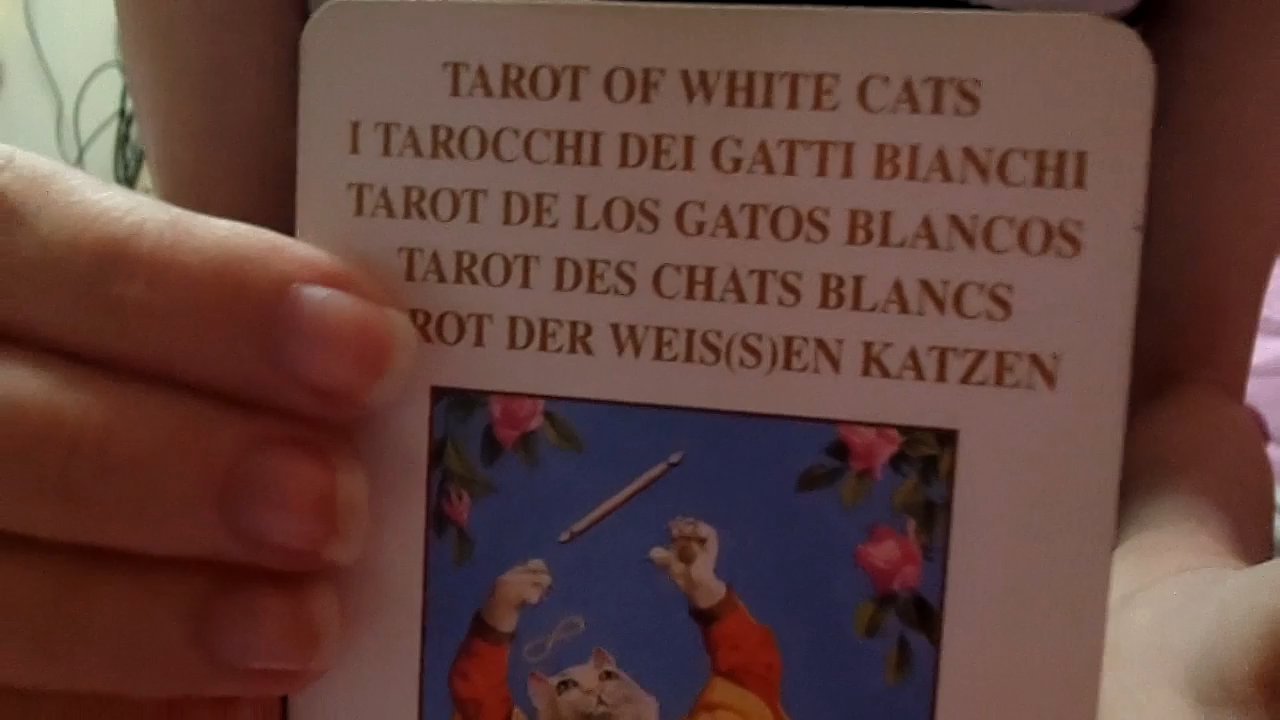 TAROT OF WHITE CATS
I TAROCCHI DEI GATTI BIANCHI
TAROT DE LOS GATOS BLANCOS
TAROT DES CHATS BLANCS
ROT DER WEIS(S)EN KATZEN